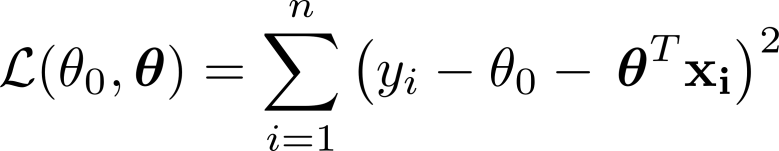 ℒ(θ₀, 𝜽) = ∑ᵢ₌₁ⁿ (yᵢ − θ₀ − 𝜽ᵀ𝐱ᵢ)²